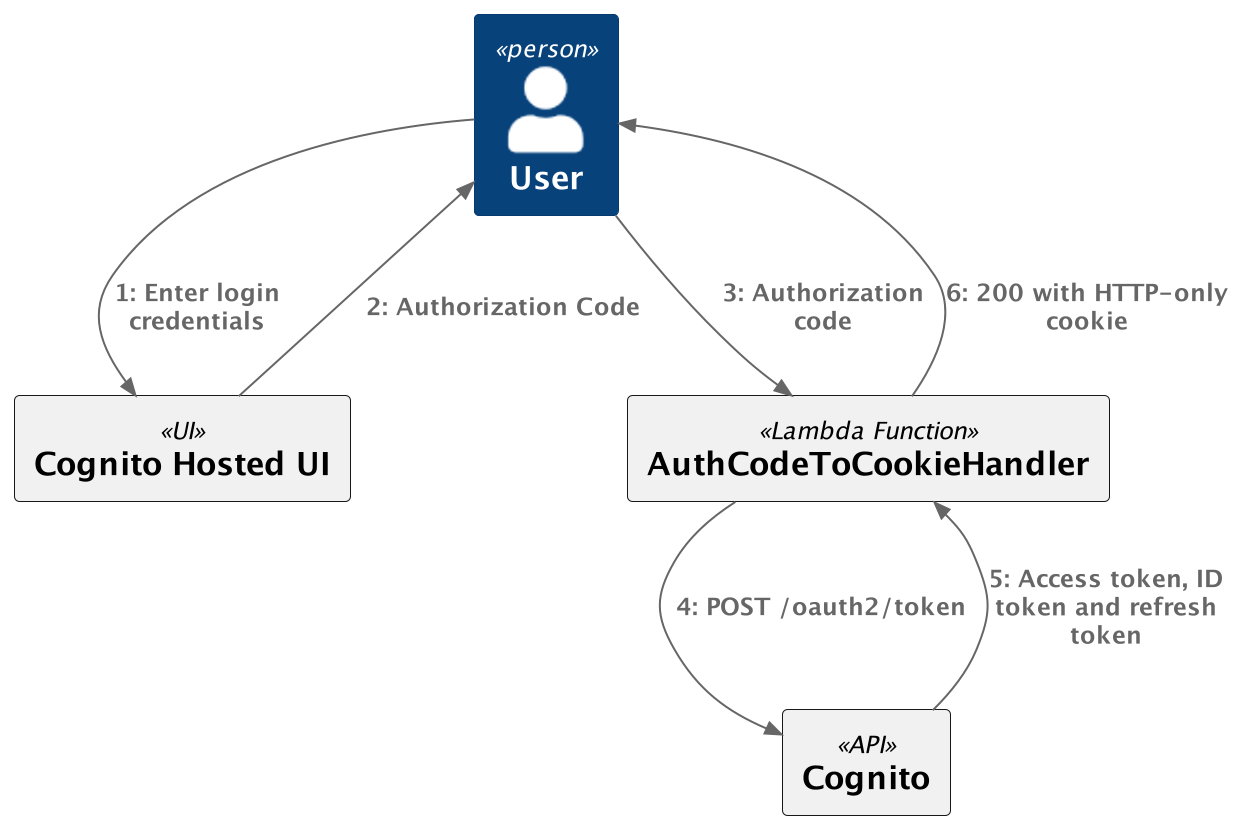 «person»
User
1: Enter login
credentials
2: Authorization Code
3: Authorization
code
6: 200 with HTTP-only
cookie
«UI»
Cognito Hosted UI
«Lambda Function»
AuthCodeToCookieHandler
4: POST /oauth2/token
5: Access token, ID
token and refresh
token
«API»
Cognito